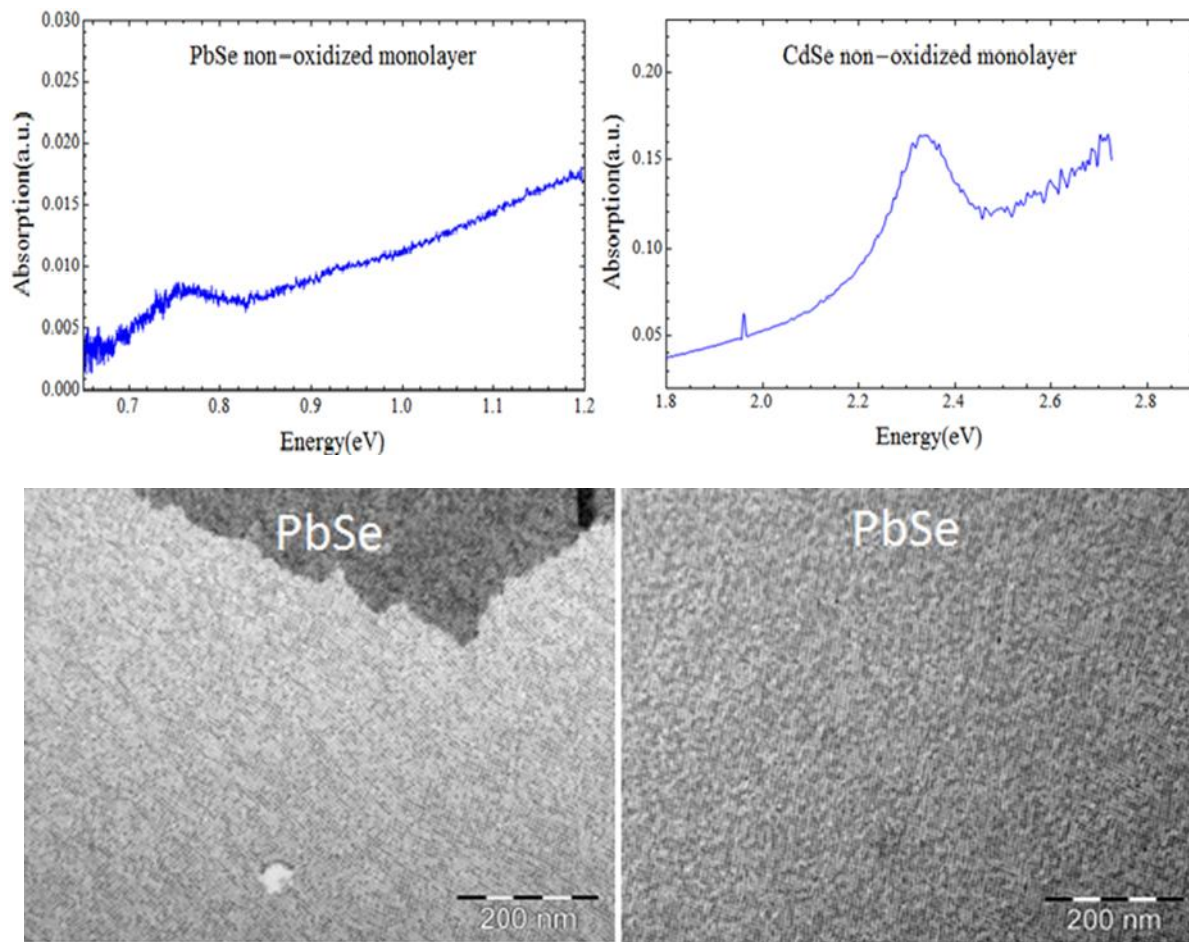 PbSe non-oxidized monolayer
Absorption(a.u.)
0.030
0.025
0.020
0.015
0.010
0.005
0.000
0.7 0.8 0.9 1.0 1.1 1.2
Energy(eV)
CdSe non-oxidized monolayer
Absorption(a.u.)
0.20
0.15
0.10
0.05
1.8 2.0 2.2 2.4 2.6 2.8
Energy(eV)
PbSe
200 nm
PbSe
200 nm